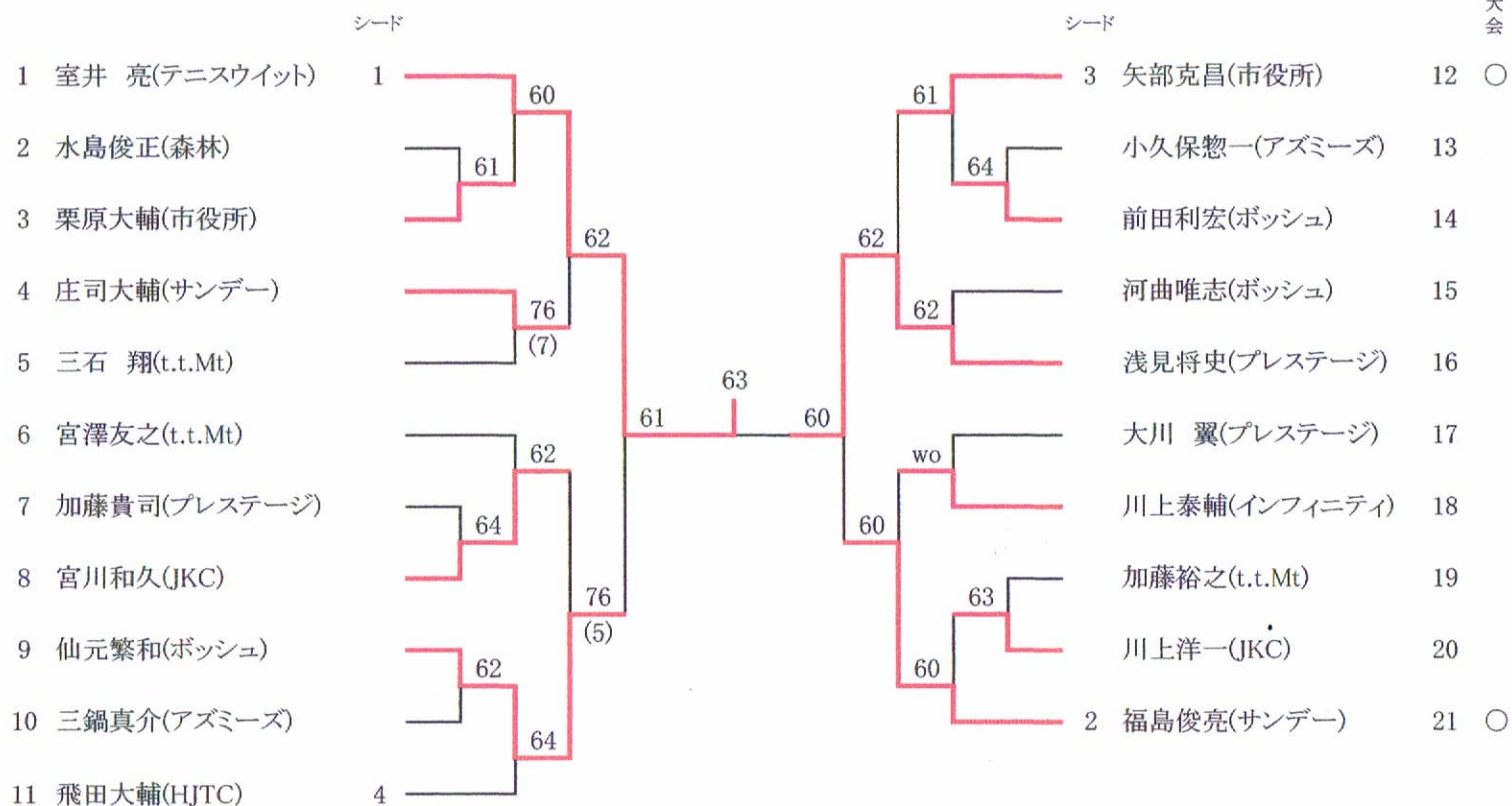 大会
シード シード
1 室井 亮(テニスウイット) 1 3 矢部克昌(市役所) 12 ○
60 61
2 水島俊正(森林) 小久保惣一(アズミーズ) 13
61 64
3 栗原大輔(市役所) 前田利宏(ボッシュ) 14
62 62
4 庄司大輔(サンデー) 河曲唯志(ボッシュ) 15
76 62
(7)
5 三石 翔(t.t.Mt) 浅見将史(プレステージ) 16
63
61 60
6 宮澤友之(t.t.Mt) 大川 翼(プレステージ) 17
62 wo
7 加藤貴司(プレステージ) 川上泰輔(インフィニティ) 18
64 60
8 宮川和久(JKC) 加藤裕之(t.t.Mt) 19
76 63
(5)
9 仙元繁和(ボッシュ) 川上洋一(JKC) 20
62 60
10 三鍋真介(アズミーズ) 2 福島俊亮(サンデー) 21 ○
64
11 飛田大輔(HJTC) 4